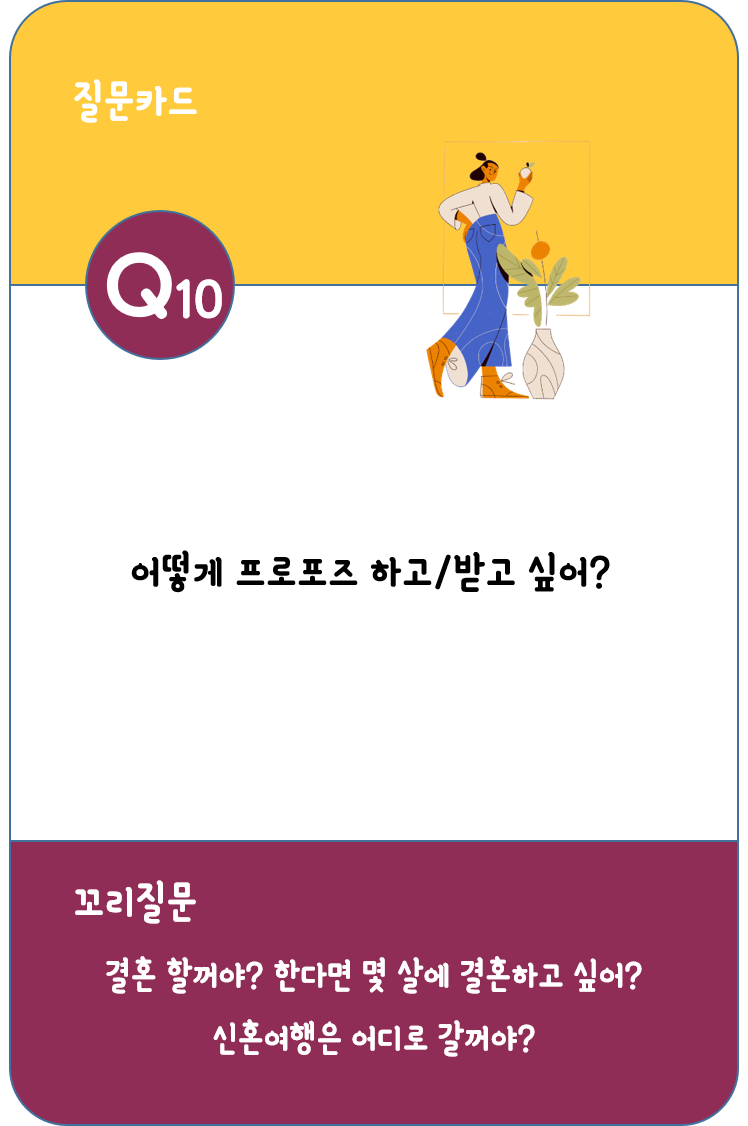 질문카드
Q10
어떻게 프로포즈 하고/받고 싶어?
꼬리질문
결혼 할꺼야? 한다면 몇 살에 결혼하고 싶어?
신혼여행은 어디로 갈꺼야?